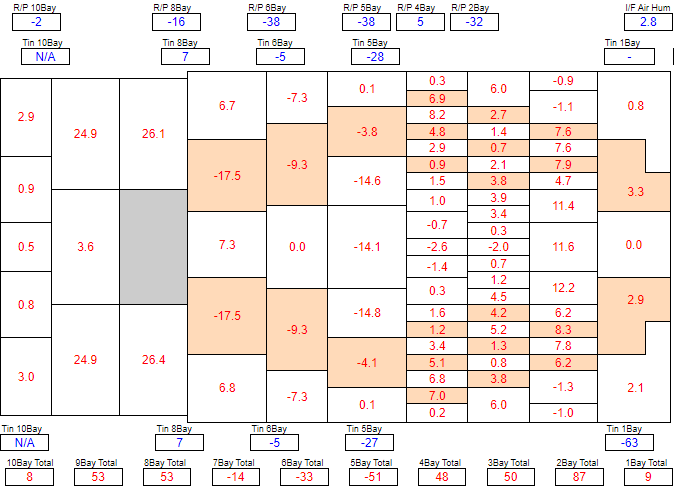 R/P 10Bay R/P 8Bay R/P 6Bay R/P 5Bay R/P 4Bay R/P 2Bay I/F Air Hum
-2 -16 -38 -38 5 -32 2.8
Tin 10Bay Tin 8Bay Tin 6Bay Tin 5Bay Tin 1Bay
N/A 7 -5 -28 -
0.3 -0.9
0.1 6.0
-7.3 6.9
6.7 -1.1 0.8
2.9 8.2 2.7
24.9 26.1 -3.8 4.8 1.4 7.6
2.9 0.7 7.6
-9.3 0.9 2.1 7.9
-17.5 -14.6 1.5 3.8 4.7
0.9 3.3
1.0 3.9 11.4
3.4
-0.7 0.3
0.5 3.6 7.3 0.0 -14.1 -2.6 -2.0 11.6 0.0
-1.4 0.7
1.2
0.3 12.2
4.5 2.9
0.8
-17.5 -14.8 1.6 4.2 6.2
-9.3 1.2 5.2 8.3
3.4 1.3 7.8
24.9 26.4 -4.1 5.1 0.8 6.2
3.0 6.8 3.8
6.8 -1.3 2.1
-7.3 7.0
0.1 6.0
0.2 -1.0
Tin 10Bay Tin 8Bay Tin 6Bay Tin 5Bay Tin 1Bay
N/A 7 -5 -27 -63
10Bay Total 9Bay Total 8Bay Total 7Bay Total 6Bay Total 5Bay Total 4Bay Total 3Bay Total 2Bay Total 1Bay Total
8 53 53 -14 -33 -51 48 50 87 9